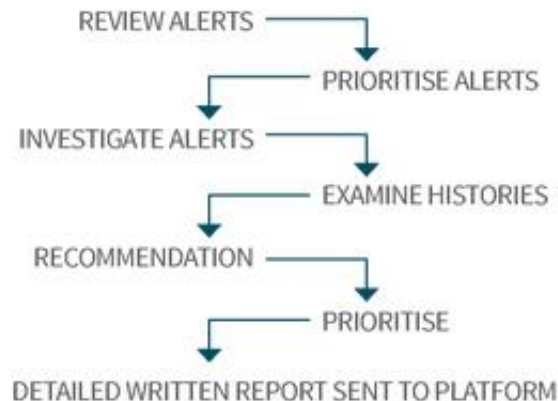 REVIEW ALERTS
PRIORITISE ALERTS
INVESTIGATE ALERTS
EXAMINE HISTORIES
RECOMMENDATION
PRIORITISE
DETAILED WRITTEN REPORT SENT TO PLATFORM